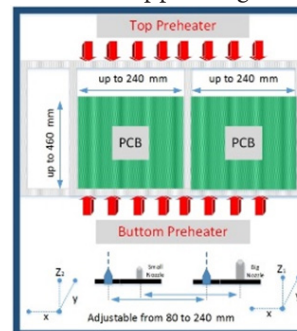 Top Preheater
up to 240 mm
up to 240 mm
up to 460 mm
PCB
PCB
Buttom Preheater
Z₂
y
x
Small
Nozzle
Big
Nozzle
Z₁
y
x
Adjustable from 80 to 240 mm